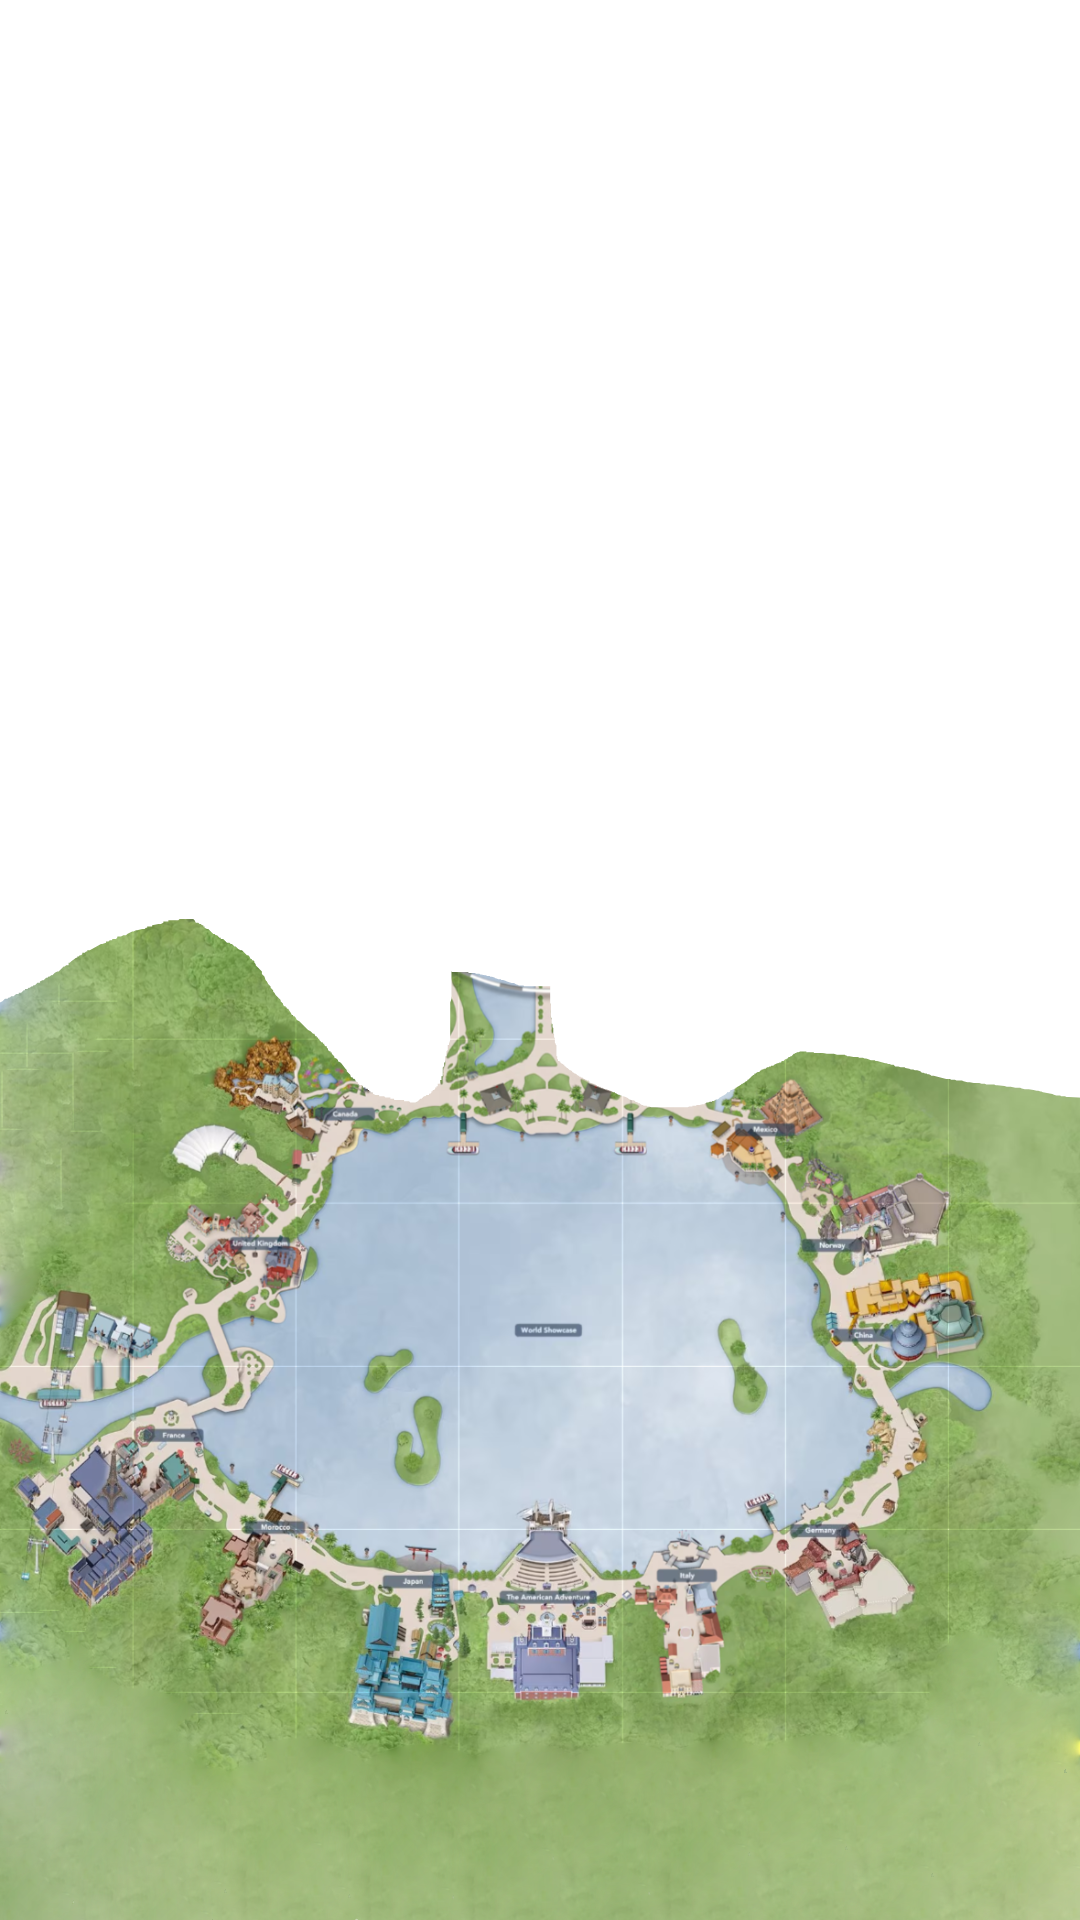 Canada
Mexico
United Kingdom
Norway
World Showcase
China
France
Morocco
Germany
Japan
Italy
The American Adventure